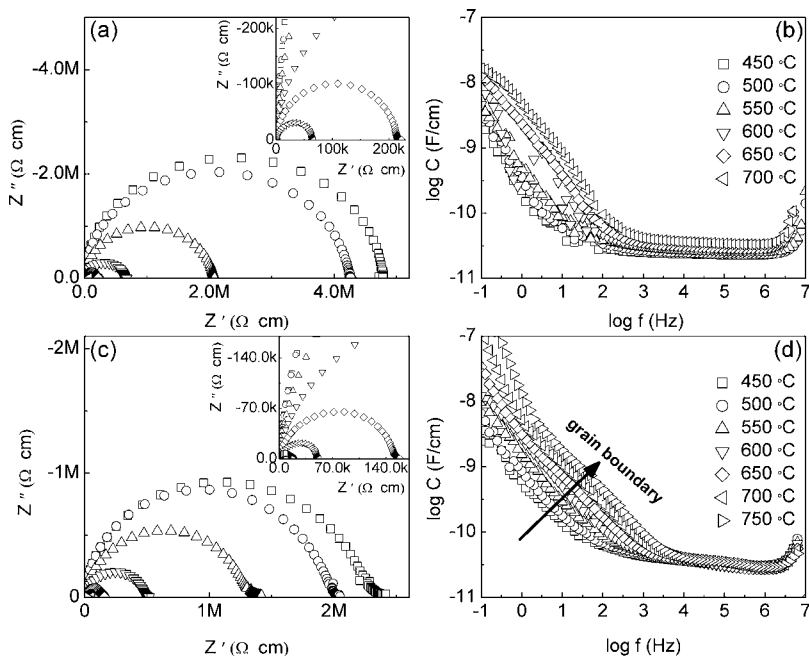 (a)
-4.0M
-2.0M
0.0
Z '' (Ω cm)
0.0
2.0M
4.0M
Z ' (Ω cm)
-200k
-100k
0
Z '' (Ω cm)
0
100k
200k
Z ' (Ω cm)
(b)
-7
-8
-9
-10
-11
log C (F/cm)
-1 0 1 2 3 4 5 6 7
log f (Hz)
450 °C
500 °C
550 °C
600 °C
650 °C
700 °C
(c)
-2M
-1M
0
Z '' (Ω cm)
0
1M
2M
Z ' (Ω cm)
-140.0k
-70.0k
0.0
Z '' (Ω cm)
0.0
70.0k
140.0k
Z ' (Ω cm)
(d)
-7
-8
-9
-10
-11
log C (F/cm)
-1 0 1 2 3 4 5 6 7
log f (Hz)
grain boundary
450 °C
500 °C
550 °C
600 °C
650 °C
700 °C
750 °C